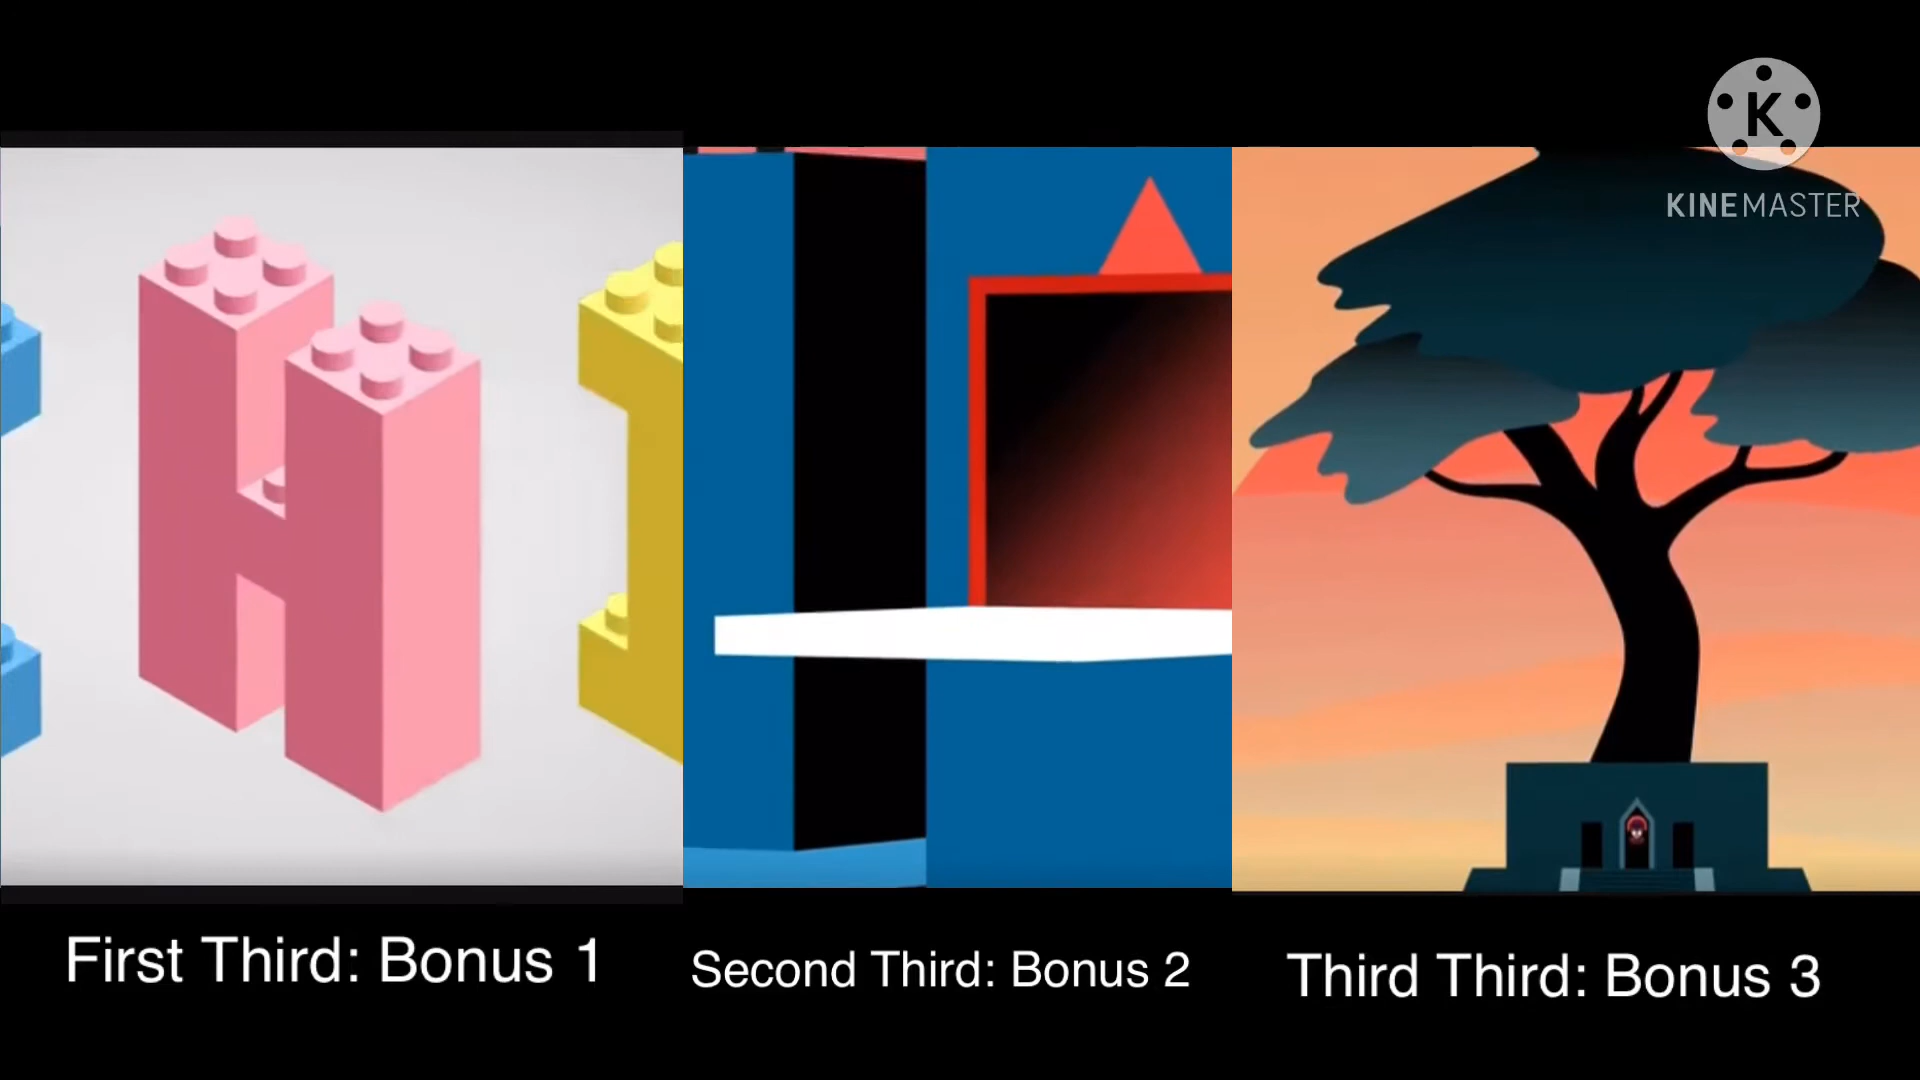 K
KINEMASTER
H
First Third: Bonus 1
Second Third: Bonus 2
Third Third: Bonus 3